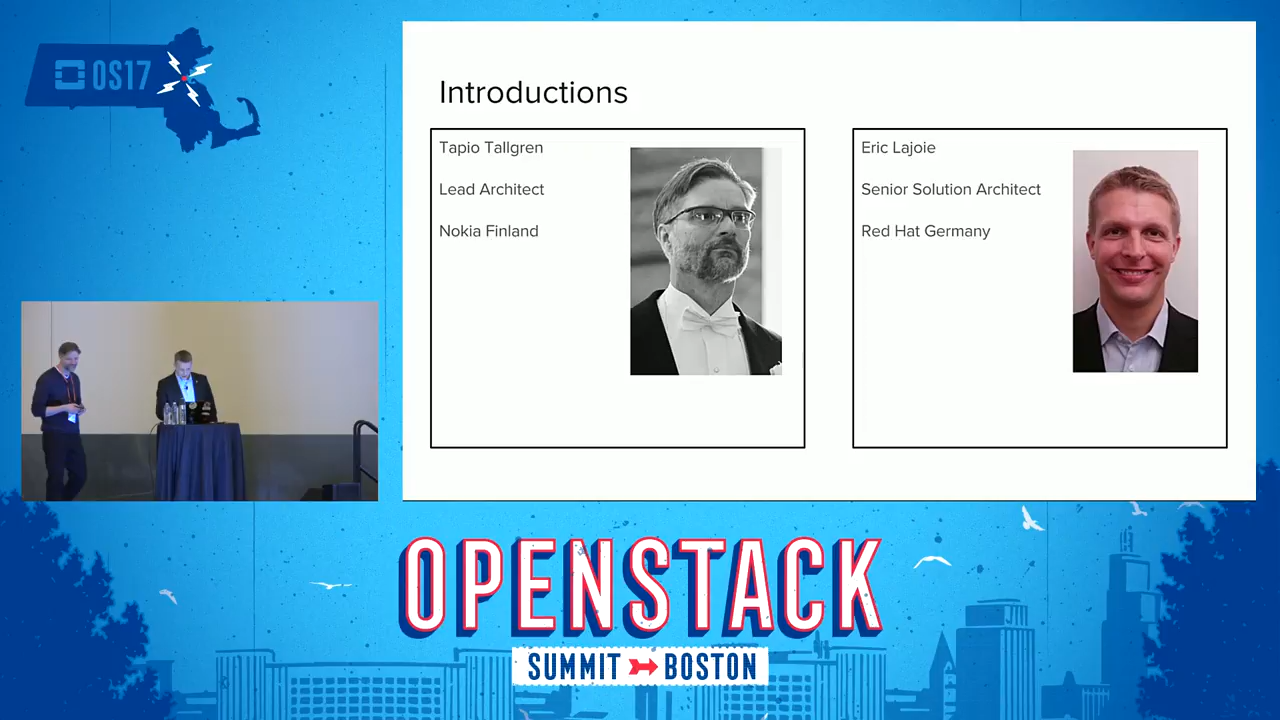 OS17
Introductions
Tapio Tallgren
Lead Architect
Nokia Finland
Eric Lajoie
Senior Solution Architect
Red Hat Germany
OPENSTACK
SUMMIT BOSTON